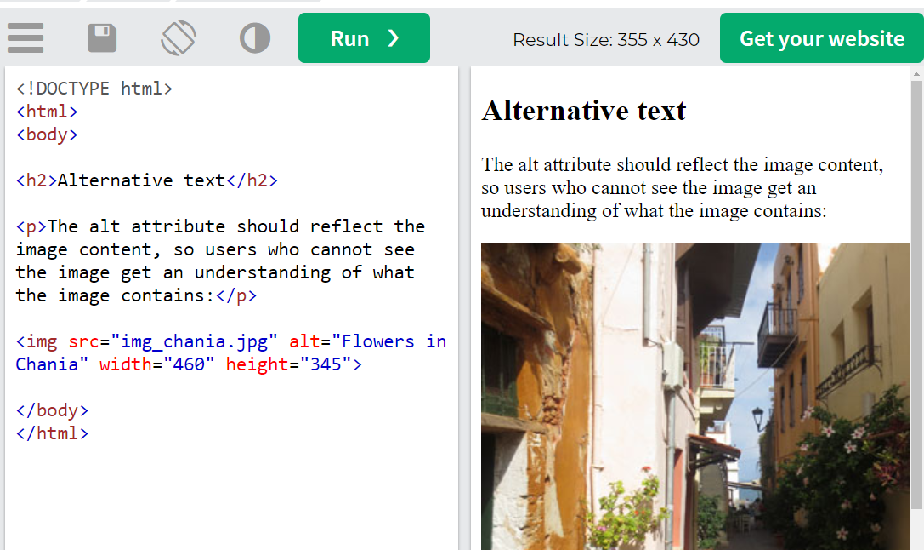 Run ❯
Result Size: 355 x 430
Get your website
<!DOCTYPE html>
<html>
<body>
<h2>Alternative text</h2>
<p>The alt attribute should reflect the
image content, so users who cannot see
the image get an understanding of what
the image contains:</p>
<img src="img_chania.jpg" alt="Flowers in
Chania" width="460" height="345">
</body>
</html>
Alternative text
The alt attribute should reflect the image content,
so users who cannot see the image get an
understanding of what the image contains: